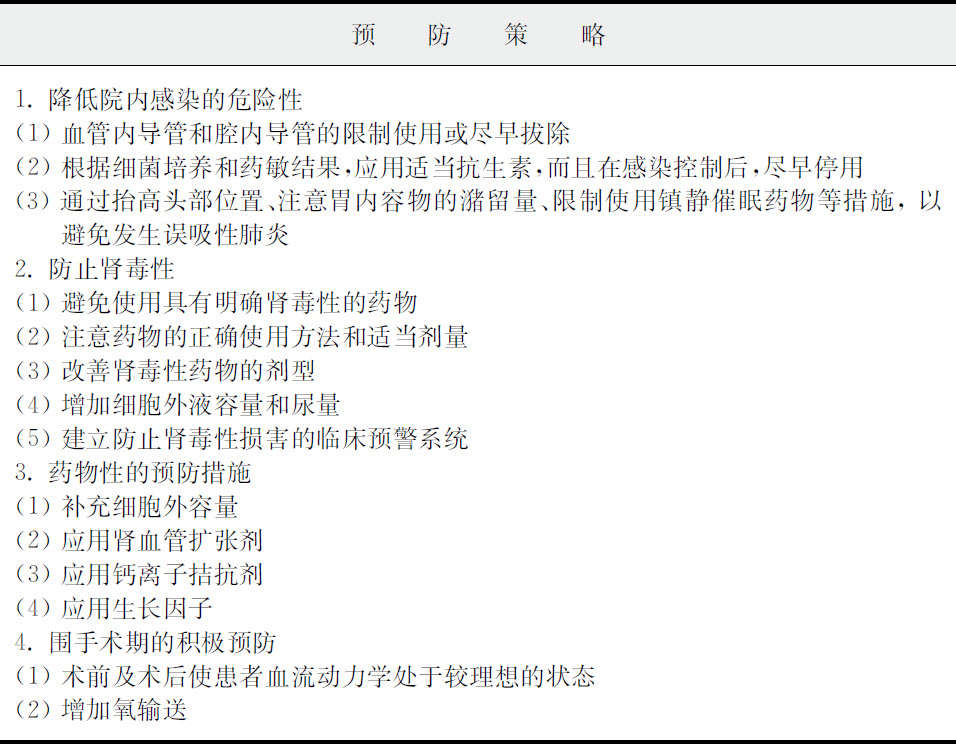 预防策略
1. 降低院内感染的危险性
(1) 血管内导管和腔内导管的限制使用或尽早拔除
(2) 根据细菌培养和药敏结果,应用适当抗生素,而且在感染控制后,尽早停用
(3) 通过抬高头部位置、注意胃内容物的潴留量、限制使用镇静催眠药物等措施, 以
避免发生误吸性肺炎
2. 防止肾毒性
(1) 避免使用具有明确肾毒性的药物
(2) 注意药物的正确使用方法和适当剂量
(3) 改善肾毒性药物的剂型
(4) 增加细胞外液容量和尿量
(5) 建立防止肾毒性损害的临床预警系统
3. 药物性的预防措施
(1) 补充细胞外容量
(2) 应用肾血管扩张剂
(3) 应用钙离子拮抗剂
(4) 应用生长因子
4. 围手术期的积极预防
(1) 术前及术后使患者血流动力学处于较理想的状态
(2) 增加氧输送